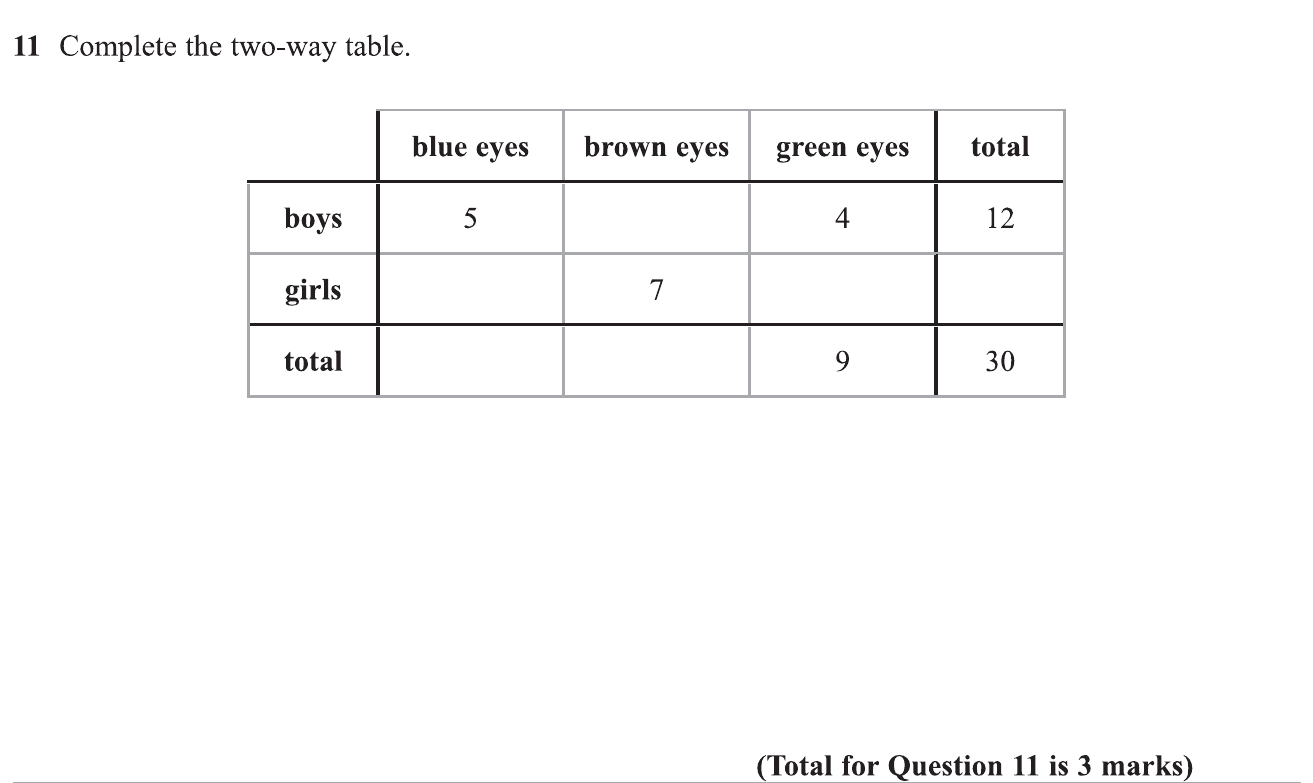 11 Complete the two-way table.
blue eyes brown eyes green eyes total
boys 5 4 12
girls 7
total 9 30
(Total for Question 11 is 3 marks)